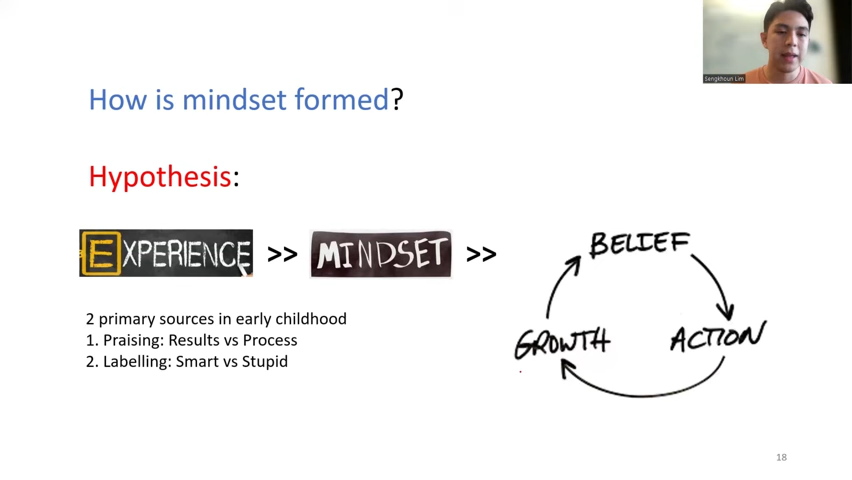 Sengkhoun Lim
How is mindset formed?
Hypothesis:
EXPERIENCE >> MINDSET >>
BELIEF
GROWTH ACTION
2 primary sources in early childhood
1. Praising: Results vs Process
2. Labelling: Smart vs Stupid
18